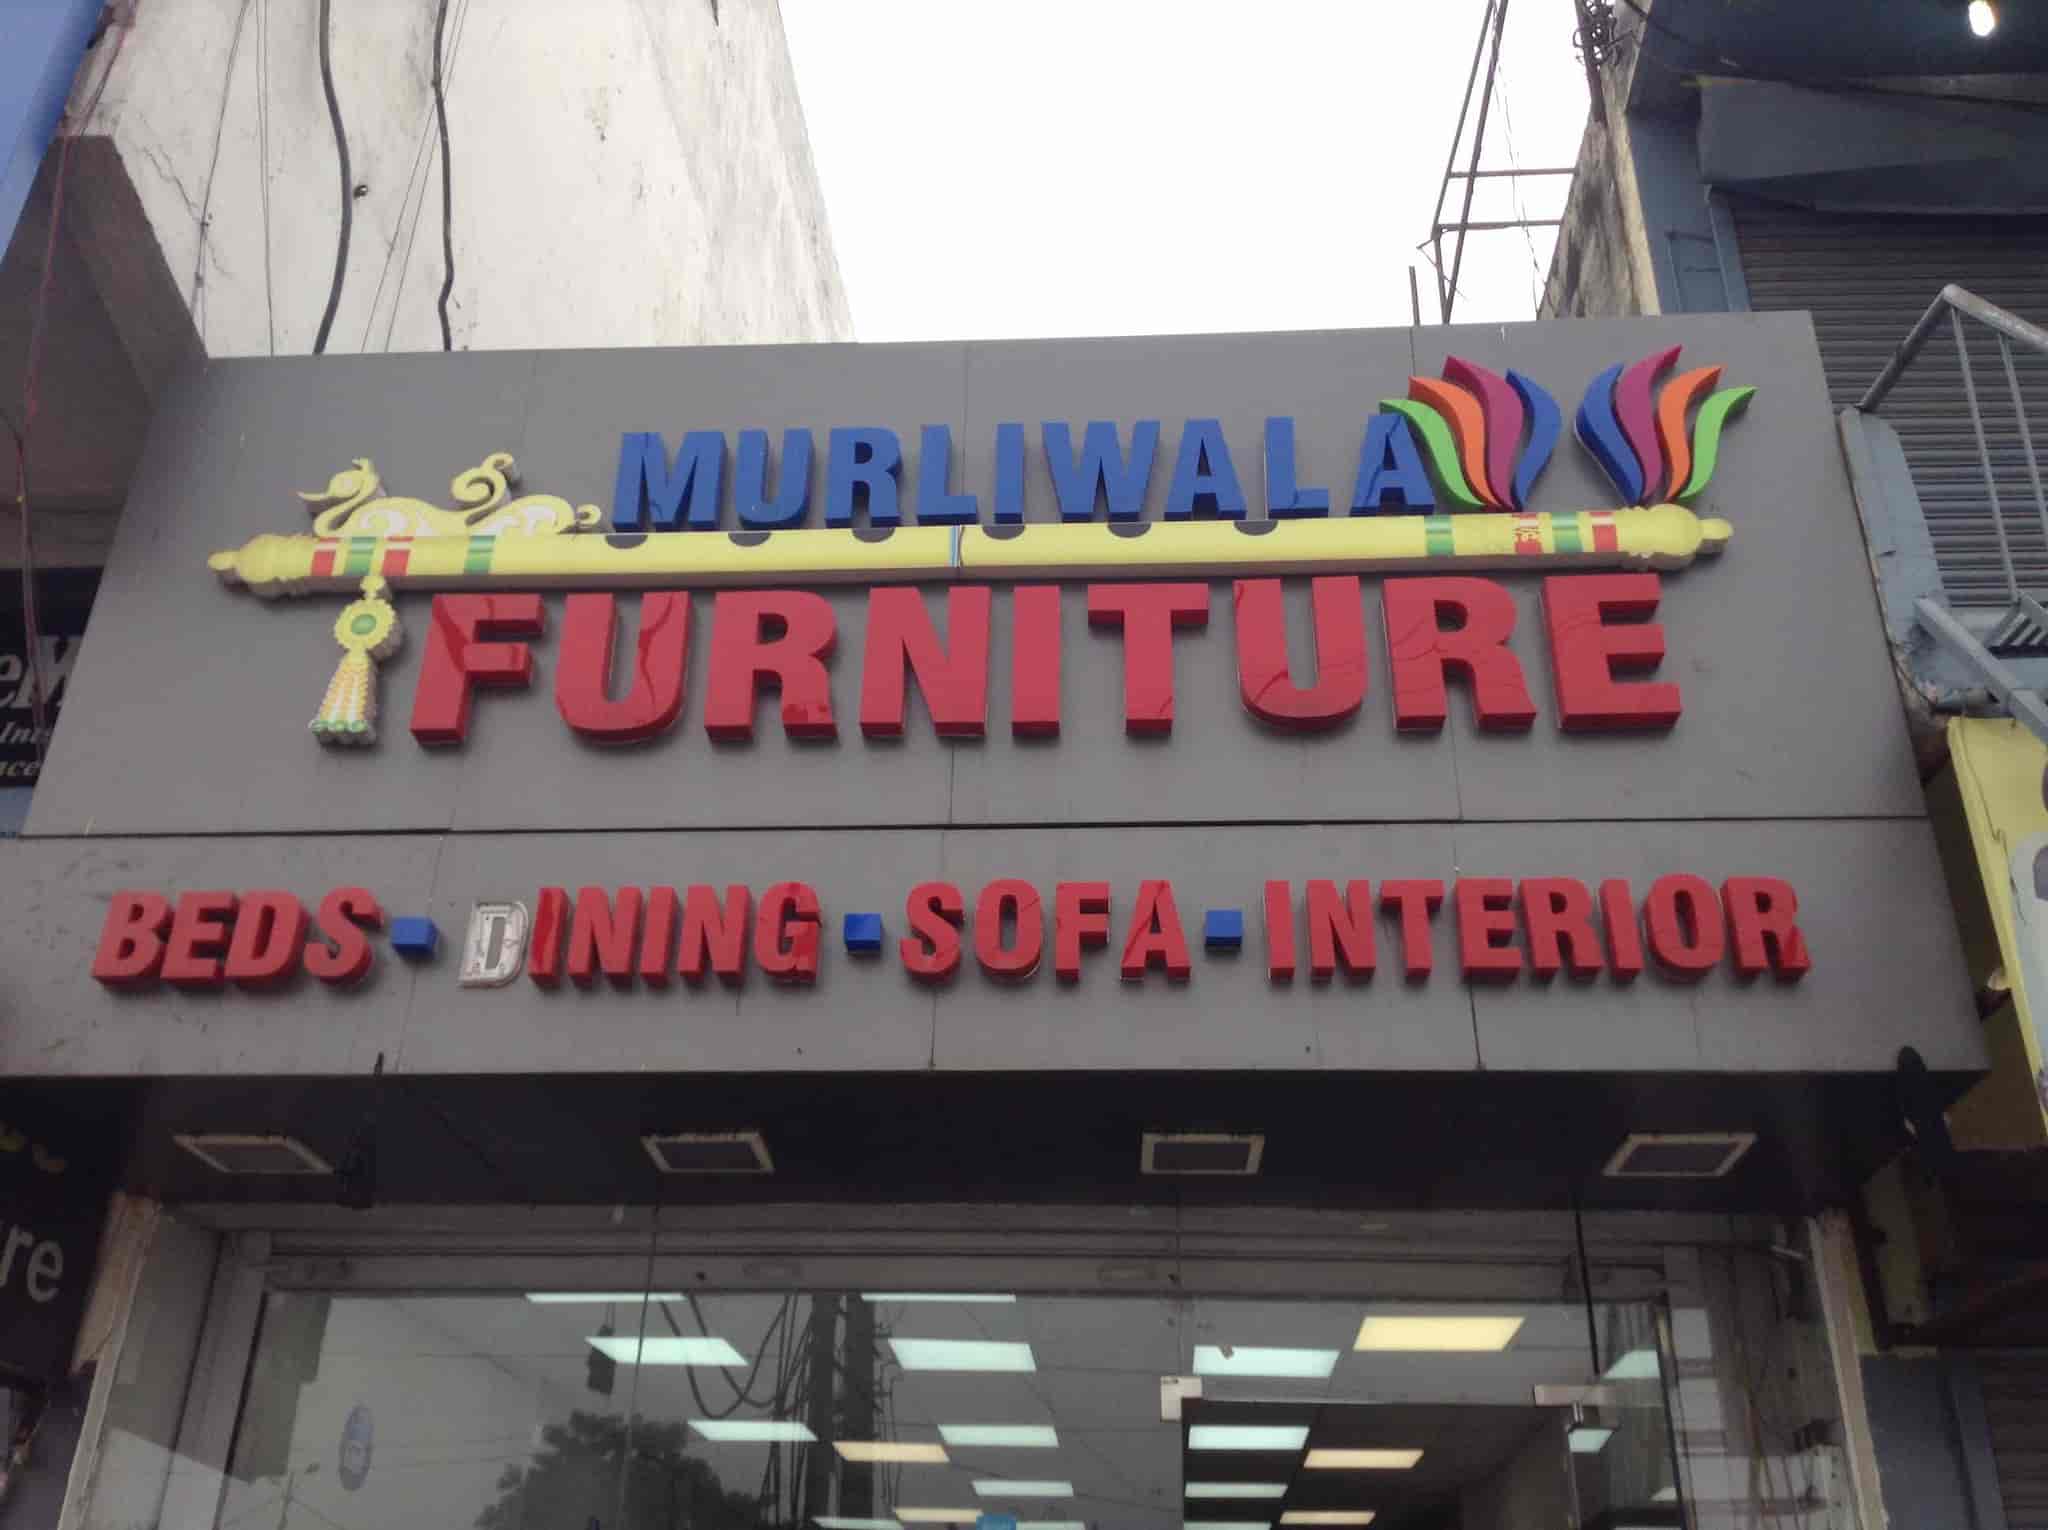 MURLIWALA
FURNITURE
BEDS DINING SOFA INTERIOR